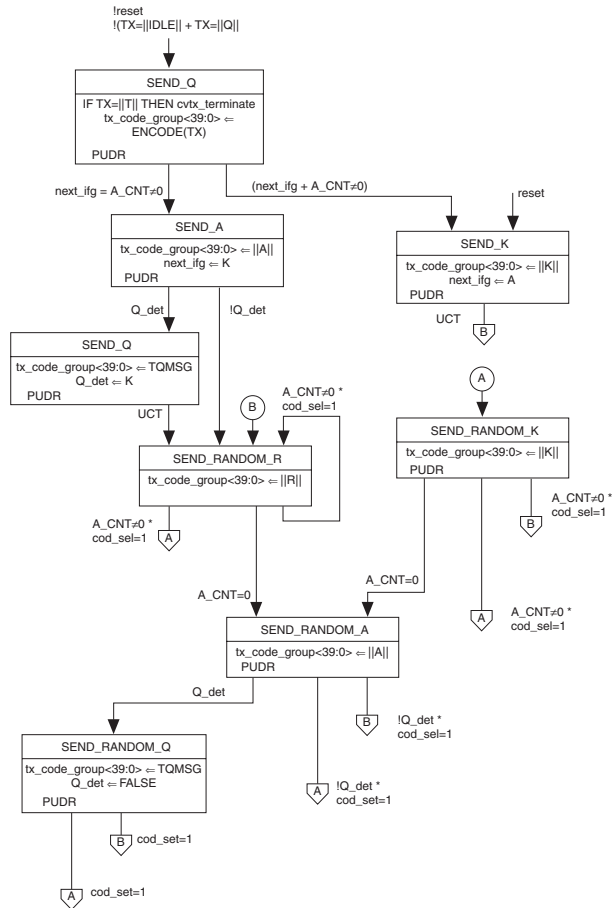 !reset
!(TX=||IDLE|| + TX=||Q||
SEND_Q
IF TX=||T|| THEN cvtx_terminate
tx_code_group<39:0> ⇐
ENCODE(TX)
PUDR
next_ifg = A_CNT≠0
(next_ifg + A_CNT≠0)
reset
SEND_A
tx_code_group<39:0> ⇐ ||A||
next_ifg ⇐ K
PUDR
SEND_K
tx_code_group<39:0> ⇐ ||K||
next_ifg ⇐ A
PUDR
Q_det
!Q_det
UCT
B
SEND_Q
tx_code_group<39:0> ⇐ TQMSG
Q_det ⇐ K
PUDR
UCT
B
A_CNT≠0 *
cod_sel=1
A
SEND_RANDOM_R
tx_code_group<39:0> ⇐ ||R||
SEND_RANDOM_K
tx_code_group<39:0> ⇐ ||K||
PUDR
A_CNT≠0 *
cod_sel=1
A
A_CNT≠0 *
cod_sel=1
B
A_CNT=0
A_CNT=0
A
A_CNT≠0 *
cod_sel=1
SEND_RANDOM_A
tx_code_group<39:0> ⇐ ||A||
PUDR
Q_det
B
!Q_det *
cod_sel=1
A
!Q_det *
cod_set=1
SEND_RANDOM_Q
tx_code_group<39:0> ⇐ TQMSG
Q_det ⇐ FALSE
PUDR
B
cod_set=1
A
cod_set=1